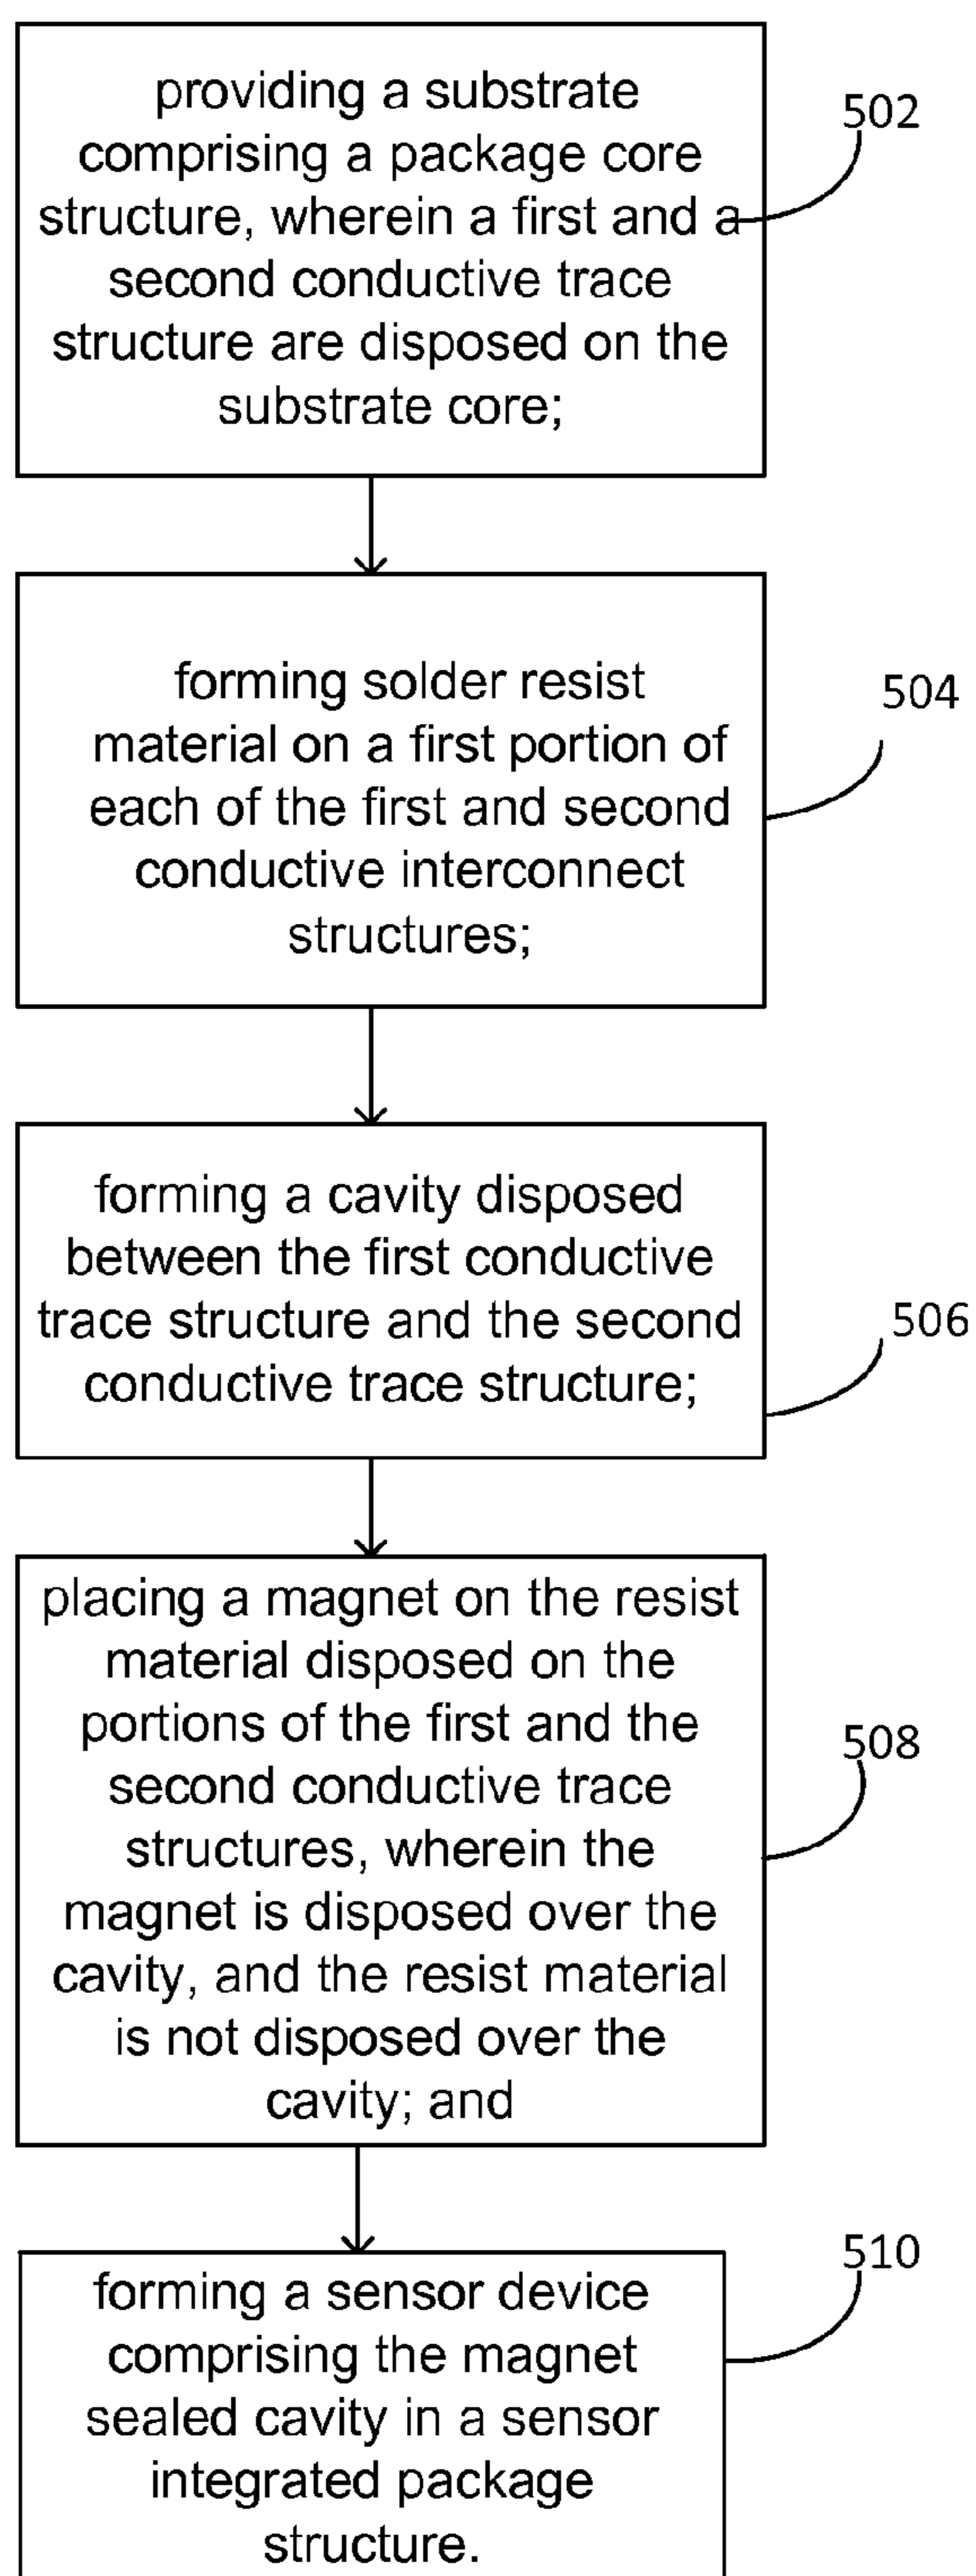 providing a substrate
comprising a package core
structure, wherein a first and a
second conductive trace
structure are disposed on the
substrate core;
502
forming solder resist
material on a first portion of
each of the first and second
conductive interconnect
structures;
504
forming a cavity disposed
between the first conductive
trace structure and the second
conductive trace structure;
506
placing a magnet on the resist
material disposed on the
portions of the first and the
second conductive trace
structures, wherein the
magnet is disposed over the
cavity, and the resist material
is not disposed over the
cavity; and
508
forming a sensor device
comprising the magnet
sealed cavity in a sensor
integrated package
structure.
510